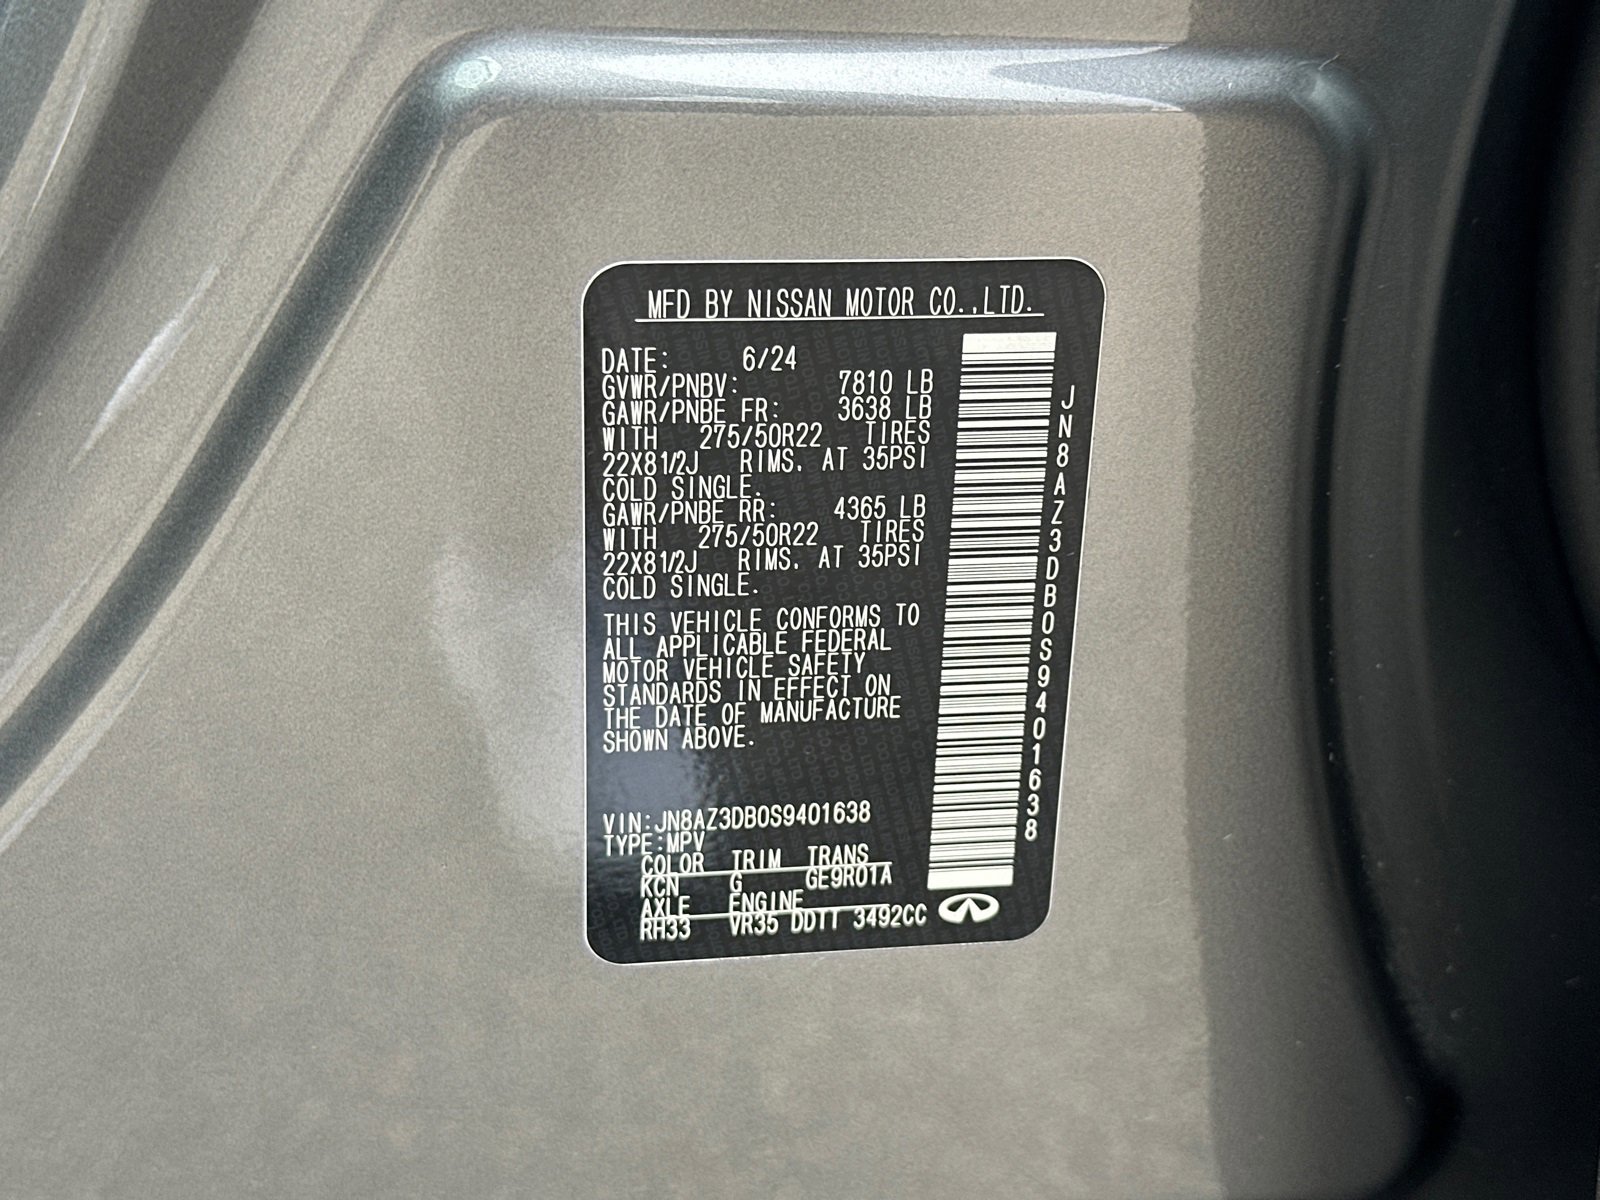 MFD BY NISSAN MOTOR CO.,LTD.
DATE: 6/24
GVWR/PNBV: 7810 LB
GAWR/PNBE FR: 3638 LB
WITH 275/50R22 TIRES
22X81/2J RIMS. AT 35PSI
COLD SINGLE.
GAWR/PNBE RR: 4365 LB
WITH 275/50R22 TIRES
22X81/2J RIMS. AT 35PSI
COLD SINGLE.
THIS VEHICLE CONFORMS TO
ALL APPLICABLE FEDERAL
MOTOR VEHICLE SAFETY
STANDARDS IN EFFECT ON
THE DATE OF MANUFACTURE
SHOWN ABOVE.
VIN:JN8AZ3DB0S9401638
TYPE:MPV
COLOR TRIM TRANS
KCN G GE9R01A
AXLE ENGINE
RH33 VR35 DDTT 3492CC
JN8AZ3DB0S9401638